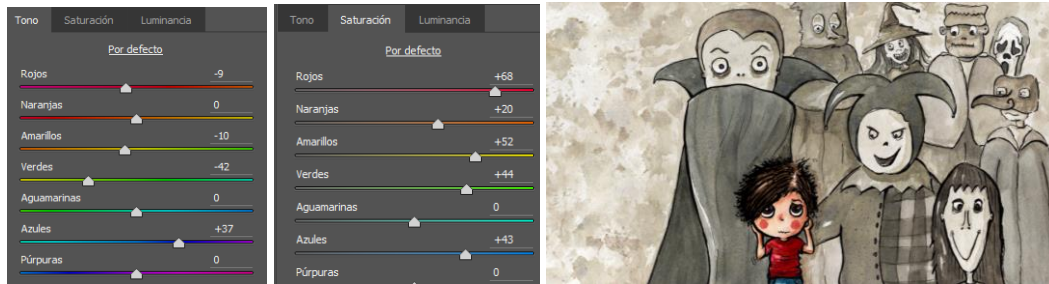 Tono Saturación Luminancia
Por defecto
Rojos -9
Naranjas 0
Amarillos -10
Verdes -42
Aguamarinas 0
Azules +37
Púrpuras 0
Tono Saturación Luminancia
Por defecto
Rojos +68
Naranjas +20
Amarillos +52
Verdes +44
Aguamarinas 0
Azules +43
Púrpuras 0